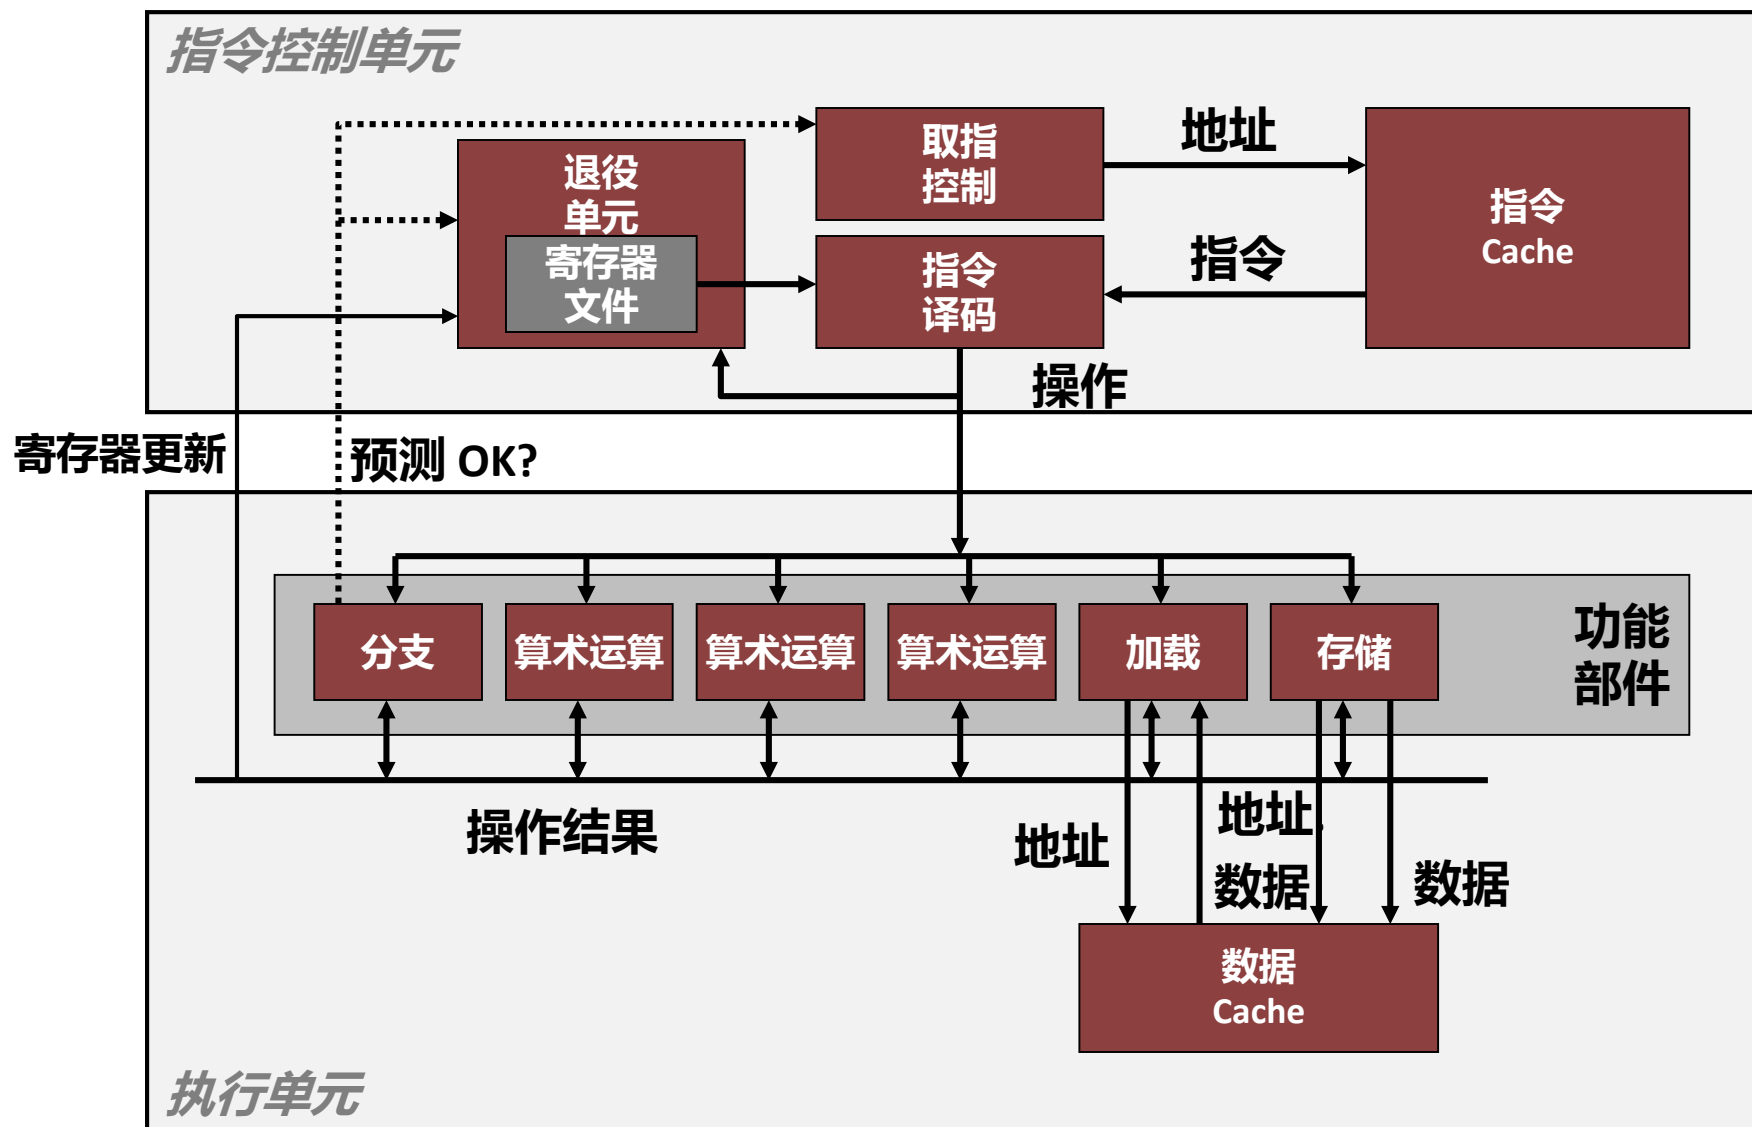 指令控制单元
取指
控制
地址
指令
Cache
退役
单元
寄存器
文件
指令
译码
指令
操作
寄存器更新
预测 OK?
分支
算术运算
算术运算
算术运算
加载
存储
功能
部件
操作结果
地址
地址,
数据
数据
数据
Cache
执行单元